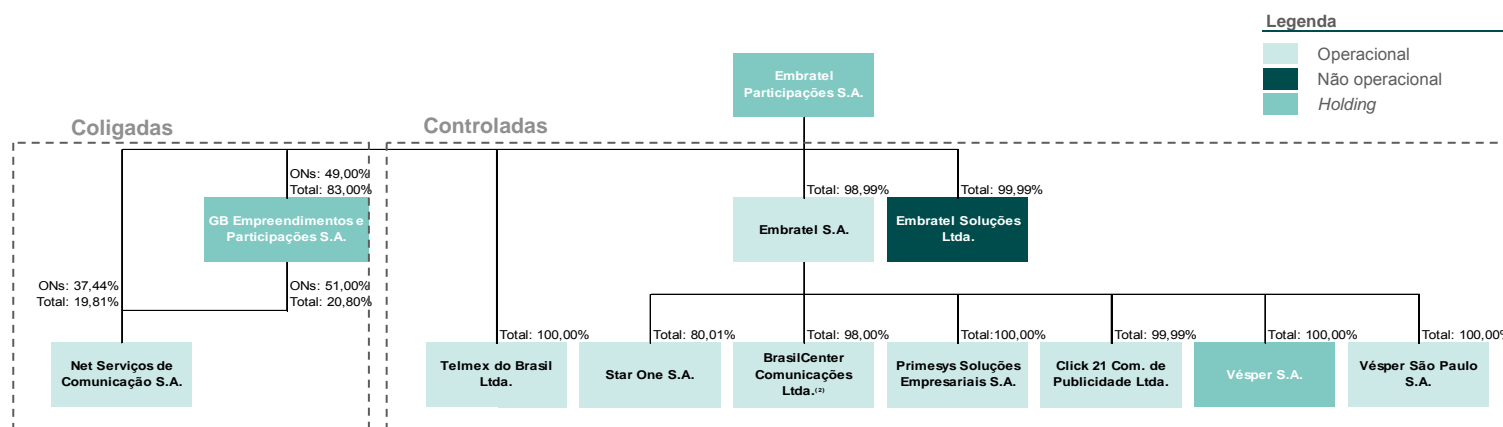 Legenda
Operacional
Não operacional
Holding
Embratel
Participações S.A.
Coligadas
Controladas
ONs: 49,00%
Total: 83,00%
Total: 98,99%
Total: 99,99%
GB Empreendimentos e
Participações S.A.
Embratel S.A.
Embratel Soluções
Ltda.
ONs: 37,44%
Total: 19,81%
ONs: 51,00%
Total: 20,80%
Total: 100,00%
Total: 80,01%
Total: 98,00%
Total:100,00%
Total: 99,99%
Total: 100,00%
Total: 100,00%
Net Serviços de
Comunicação S.A.
Telmex do Brasil
Ltda.
Star One S.A.
BrasilCenter
Comunicações
Ltda.(2)
Primesys Soluções
Empresariais S.A.
Click 21 Com. de
Publicidade Ltda.
Vésper S.A.
Vésper São Paulo
S.A.